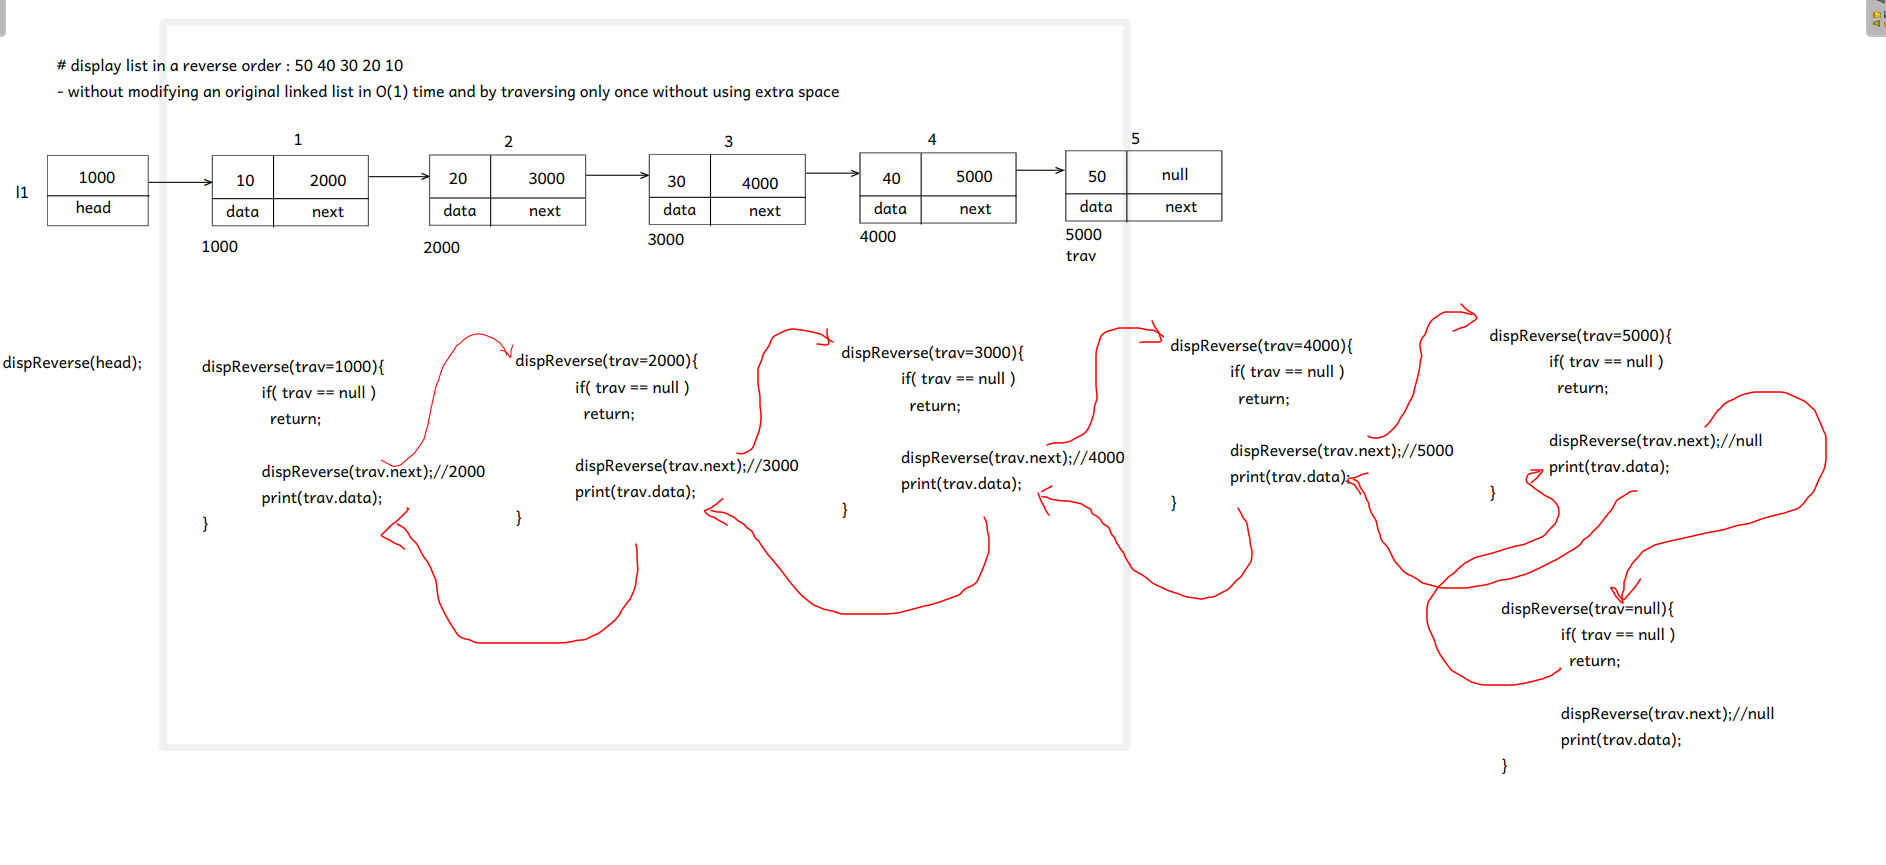 # display list in a reverse order : 50 40 30 20 10
- without modifying an original linked list in O(1) time and by traversing only once without using extra space
1 2 3 4 5
l1
1000
head
10 2000
data next
1000
20 3000
data next
2000
30 4000
data next
3000
40 5000
data next
4000
50 null
data next
5000
trav
dispReverse(head);
dispReverse(trav=1000){
if( trav == null )
return;
dispReverse(trav.next);//2000
print(trav.data);
}
dispReverse(trav=2000){
if( trav == null )
return;
dispReverse(trav.next);//3000
print(trav.data);
}
dispReverse(trav=3000){
if( trav == null )
return;
dispReverse(trav.next);//4000
print(trav.data);
}
dispReverse(trav=4000){
if( trav == null )
return;
dispReverse(trav.next);//5000
print(trav.data);
}
dispReverse(trav=5000){
if( trav == null )
return;
dispReverse(trav.next);//null
print(trav.data);
}
dispReverse(trav=null){
if( trav == null )
return;
dispReverse(trav.next);//null
print(trav.data);
}